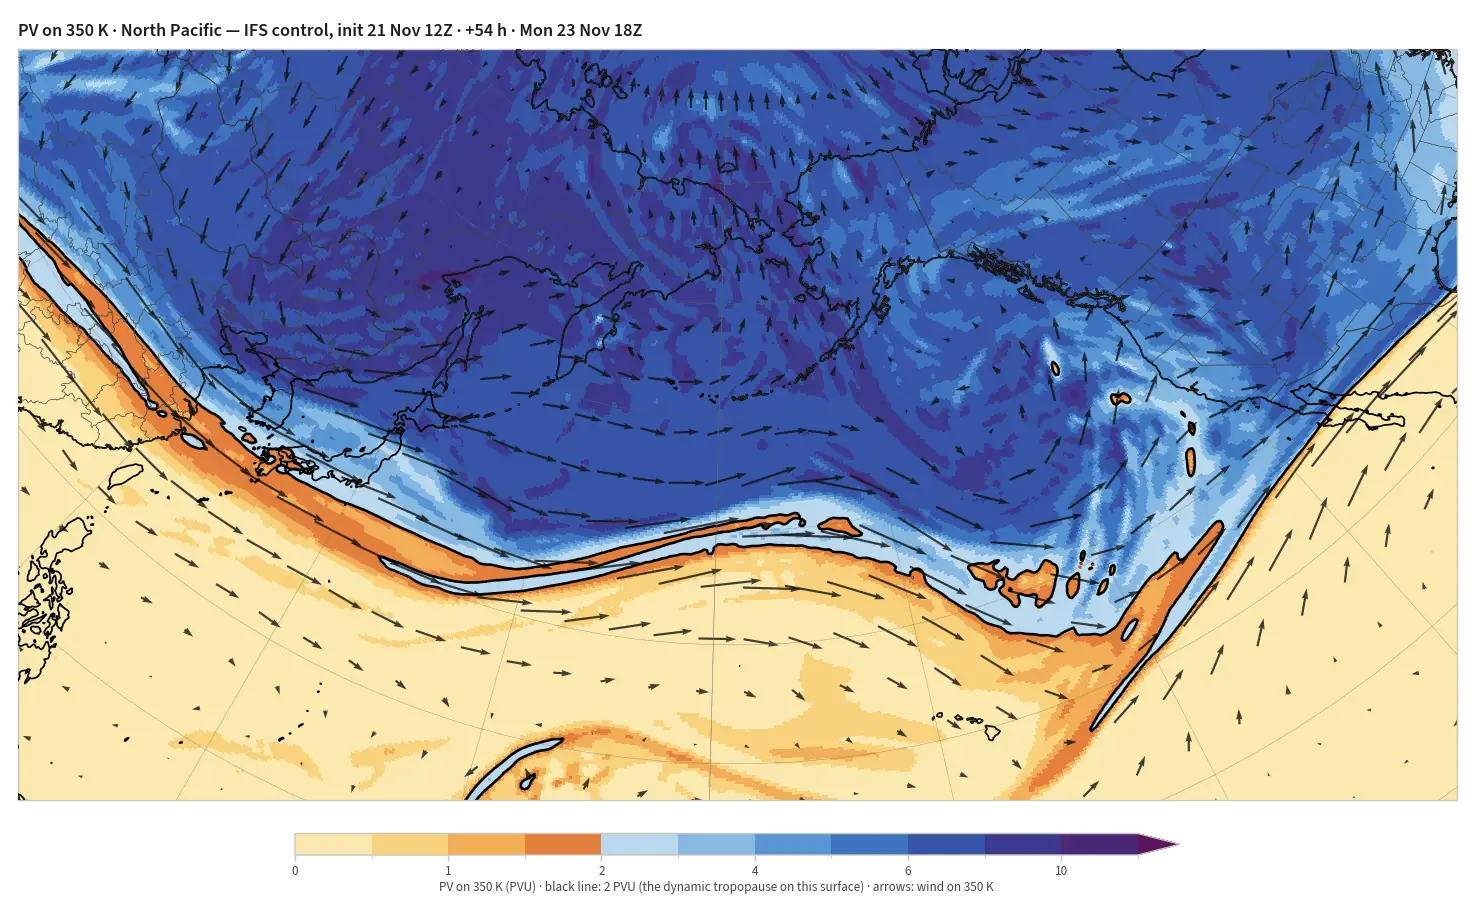 PV on 350 K · North Pacific — IFS control, init 21 Nov 12Z · +54 h · Mon 23 Nov 18Z
0 1 2 4 6 10
PV on 350 K (PVU) · black line: 2 PVU (the dynamic tropopause on this surface) · arrows: wind on 350 K